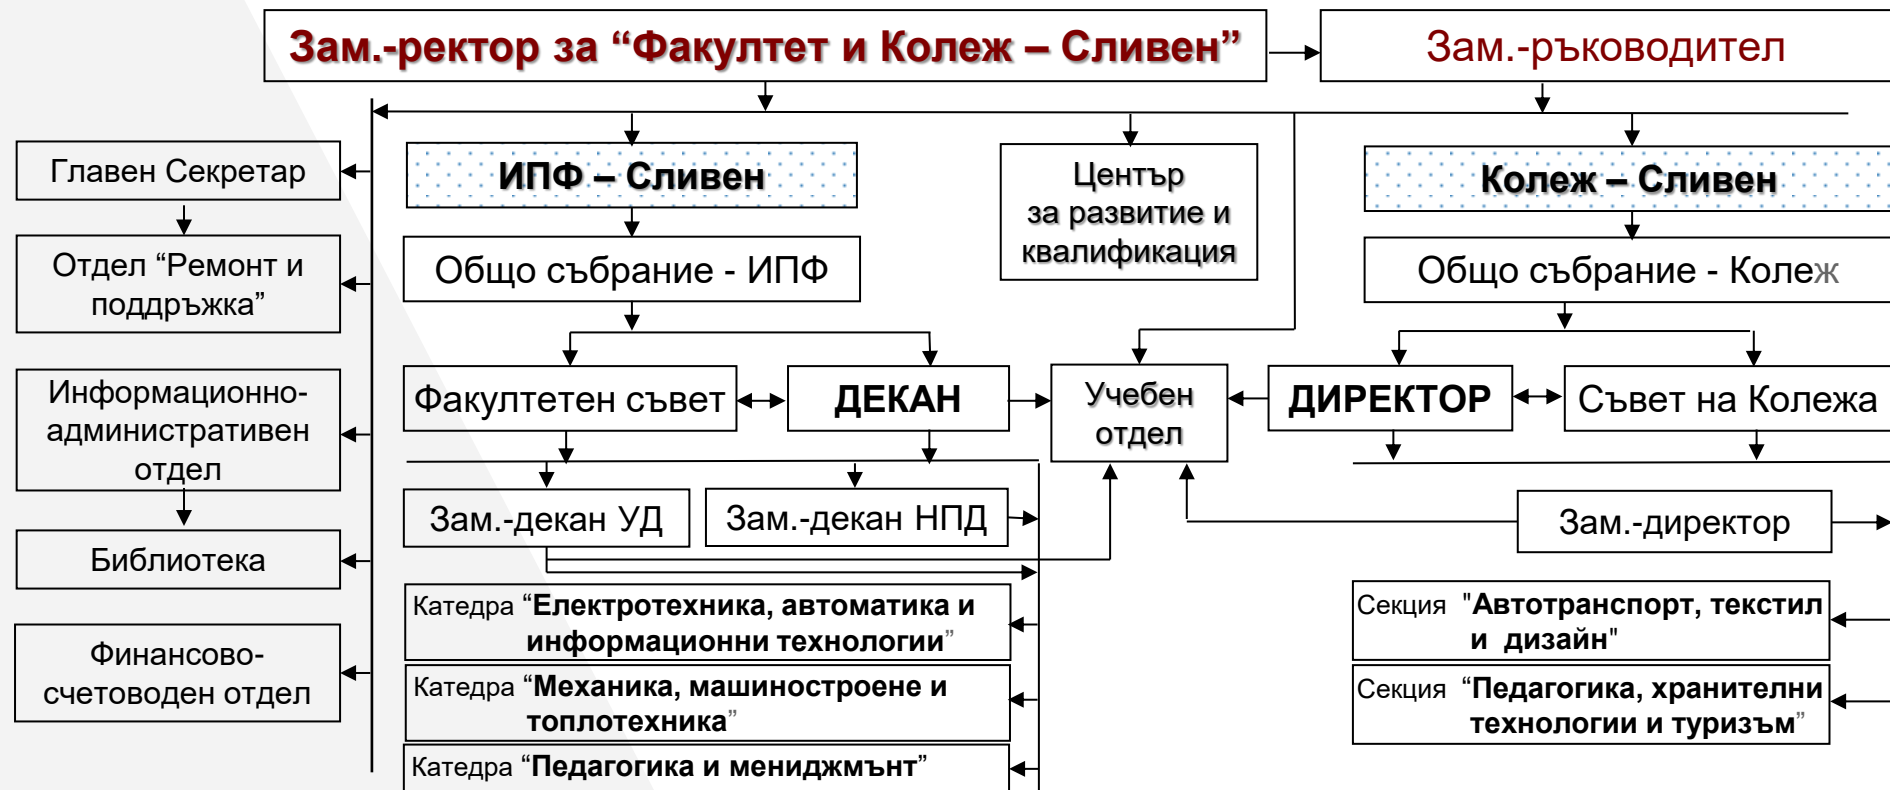 Зам.-ректор за “Факултет и Колеж – Сливен”
Зам.-ръководител
Главен Секретар
Отдел “Ремонт и
поддръжка”
Информационно-
административен
отдел
Библиотека
Финансово-
счетоводен отдел
ИПФ – Сливен
Общо събрание - ИПФ
Факултетен съвет
ДЕКАН
Зам.-декан УД
Зам.-декан НПД
Катедра “Електротехника, автоматика и
информационни технологии”
Катедра “Механика, машиностроене и
топлотехника”
Катедра “Педагогика и мениджмънт”
Център
за развитие и
квалификация
Учебен
отдел
Колеж – Сливен
Общо събрание - Колеж
ДИРЕКТОР
Съвет на Колежа
Зам.-директор
Секция "Автотранспорт, текстил
и дизайн"
Секция “Педагогика, хранителни
технологии и туризъм”